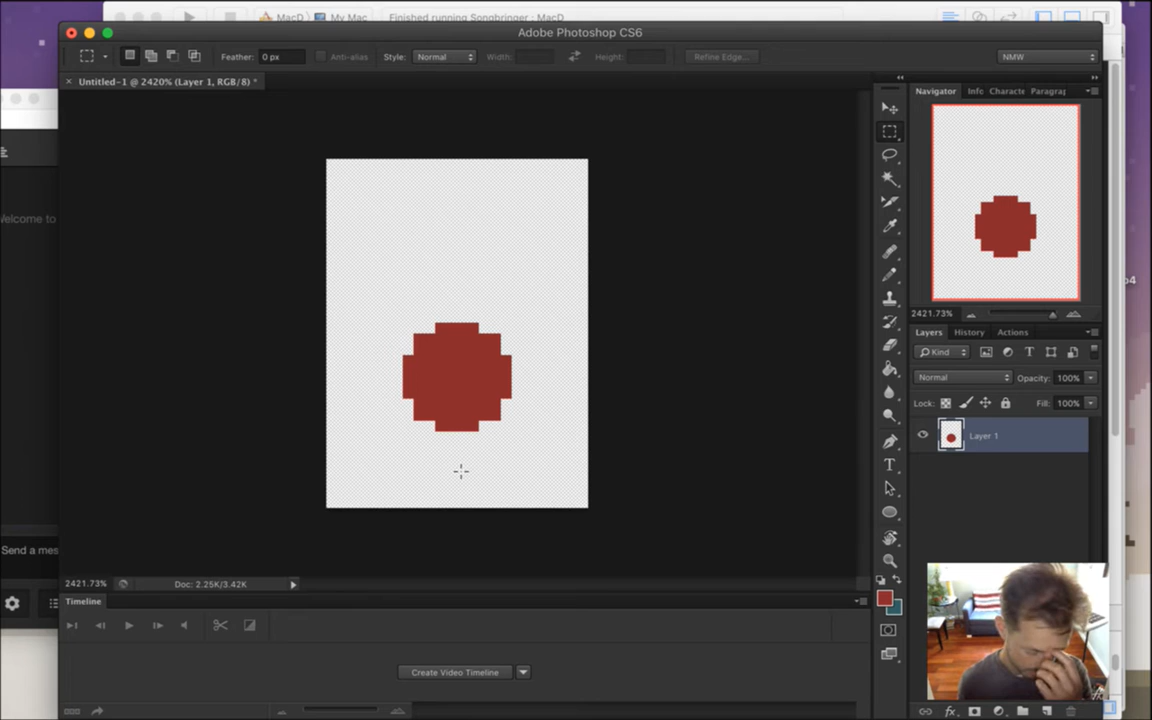 MacD
My Mac
Finished running Songbringer : MacD
Adobe Photoshop CS6
Feather: 0 px
Anti-alias
Style: Normal
Width:
Height:
Refine Edge...
NMW
× Untitled-1 @ 2420% (Layer 1, RGB/8) *
Navigator
Info
Characte
Paragrap
Welcome to
p4
2421.73%
Layers
History
Actions
Kind
T
Normal
Opacity: 100%
Lock:
Fill: 100%
Layer 1
T
Send a mes
2421.73%
Doc: 2.25K/3.42K
Timeline
Create Video Timeline
fx